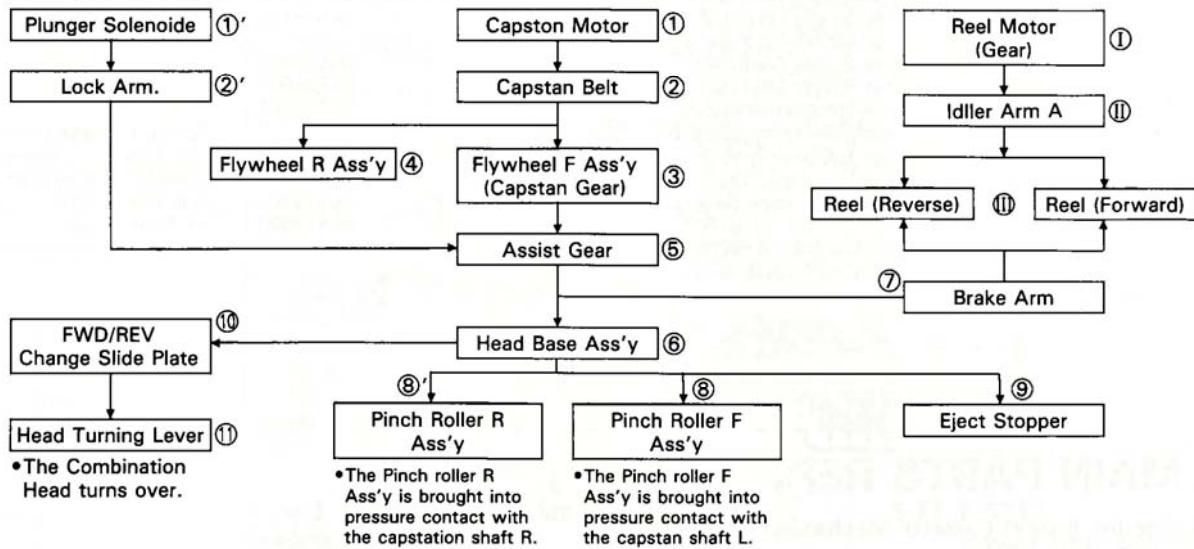 Plunger Solenoide ①'
Capston Motor ①
Reel Motor
(Gear) Ⅰ
Lock Arm. ②'
Capstan Belt ②
Idller Arm A Ⅱ
Flywheel R Ass'y ④
Flywheel F Ass'y
(Capstan Gear) ③
Reel (Reverse) Ⅲ Reel (Forward)
Assist Gear ⑤
⑦ Brake Arm
⑩
FWD/REV
Change Slide Plate
Head Base Ass'y ⑥
⑧'
Pinch Roller R
Ass'y
⑧
Pinch Roller F
Ass'y
⑨
Eject Stopper
Head Turning Lever ⑪
•The Combination
Head turns over.
•The Pinch roller R
Ass'y is brought into
pressure contact with
the capstation shaft R.
•The Pinch roller F
Ass'y is brought into
pressure contact with
the capstan shaft L.